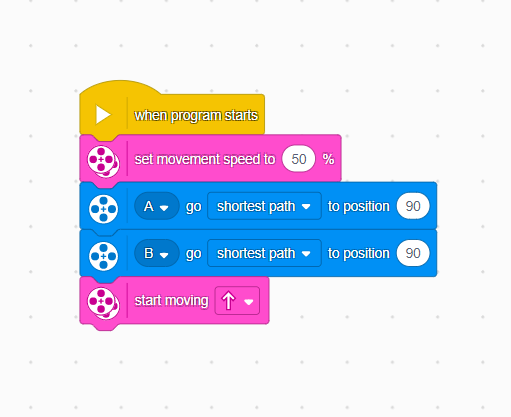 when program starts
set movement speed to 50 %
A go shortest path to position 90
B go shortest path to position 90
start moving